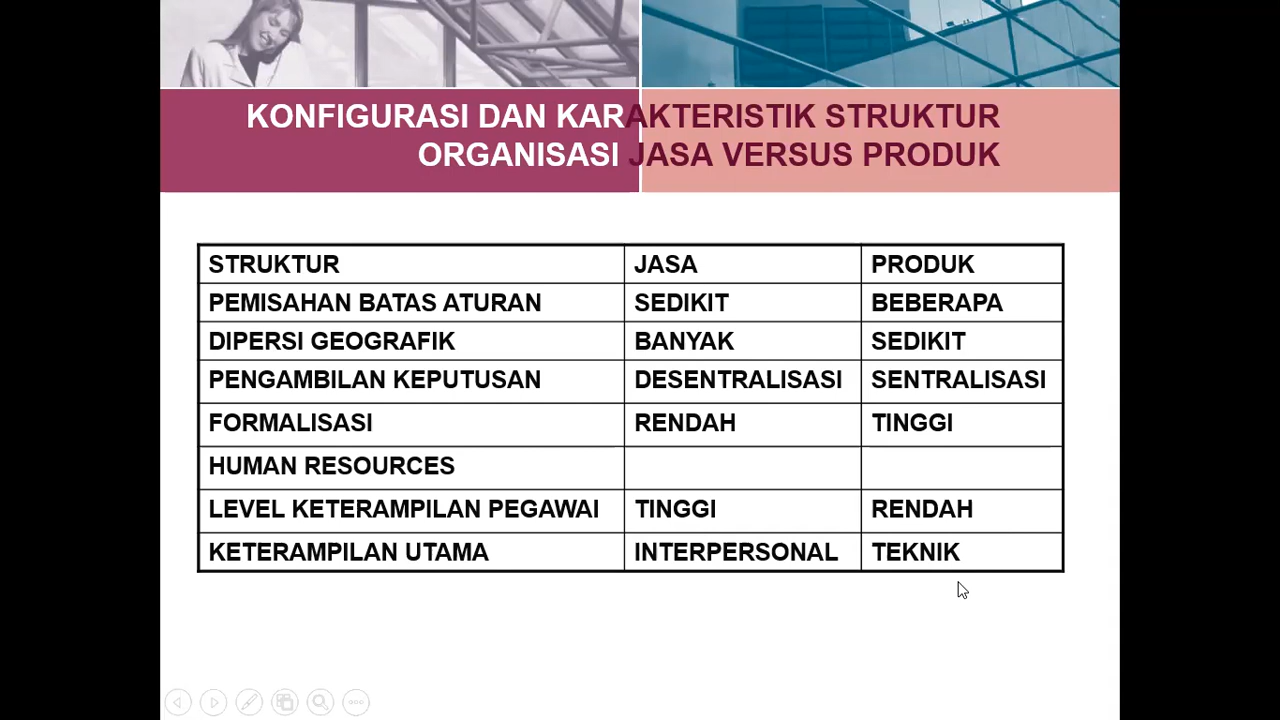 KONFIGURASI DAN KARAKTERISTIK STRUKTUR
ORGANISASI JASA VERSUS PRODUK
STRUKTUR JASA PRODUK
PEMISAHAN BATAS ATURAN SEDIKIT BEBERAPA
DIPERSI GEOGRAFIK BANYAK SEDIKIT
PENGAMBILAN KEPUTUSAN DESENTRALISASI SENTRALISASI
FORMALISASI RENDAH TINGGI
HUMAN RESOURCES
LEVEL KETERAMPILAN PEGAWAI TINGGI RENDAH
KETERAMPILAN UTAMA INTERPERSONAL TEKNIK